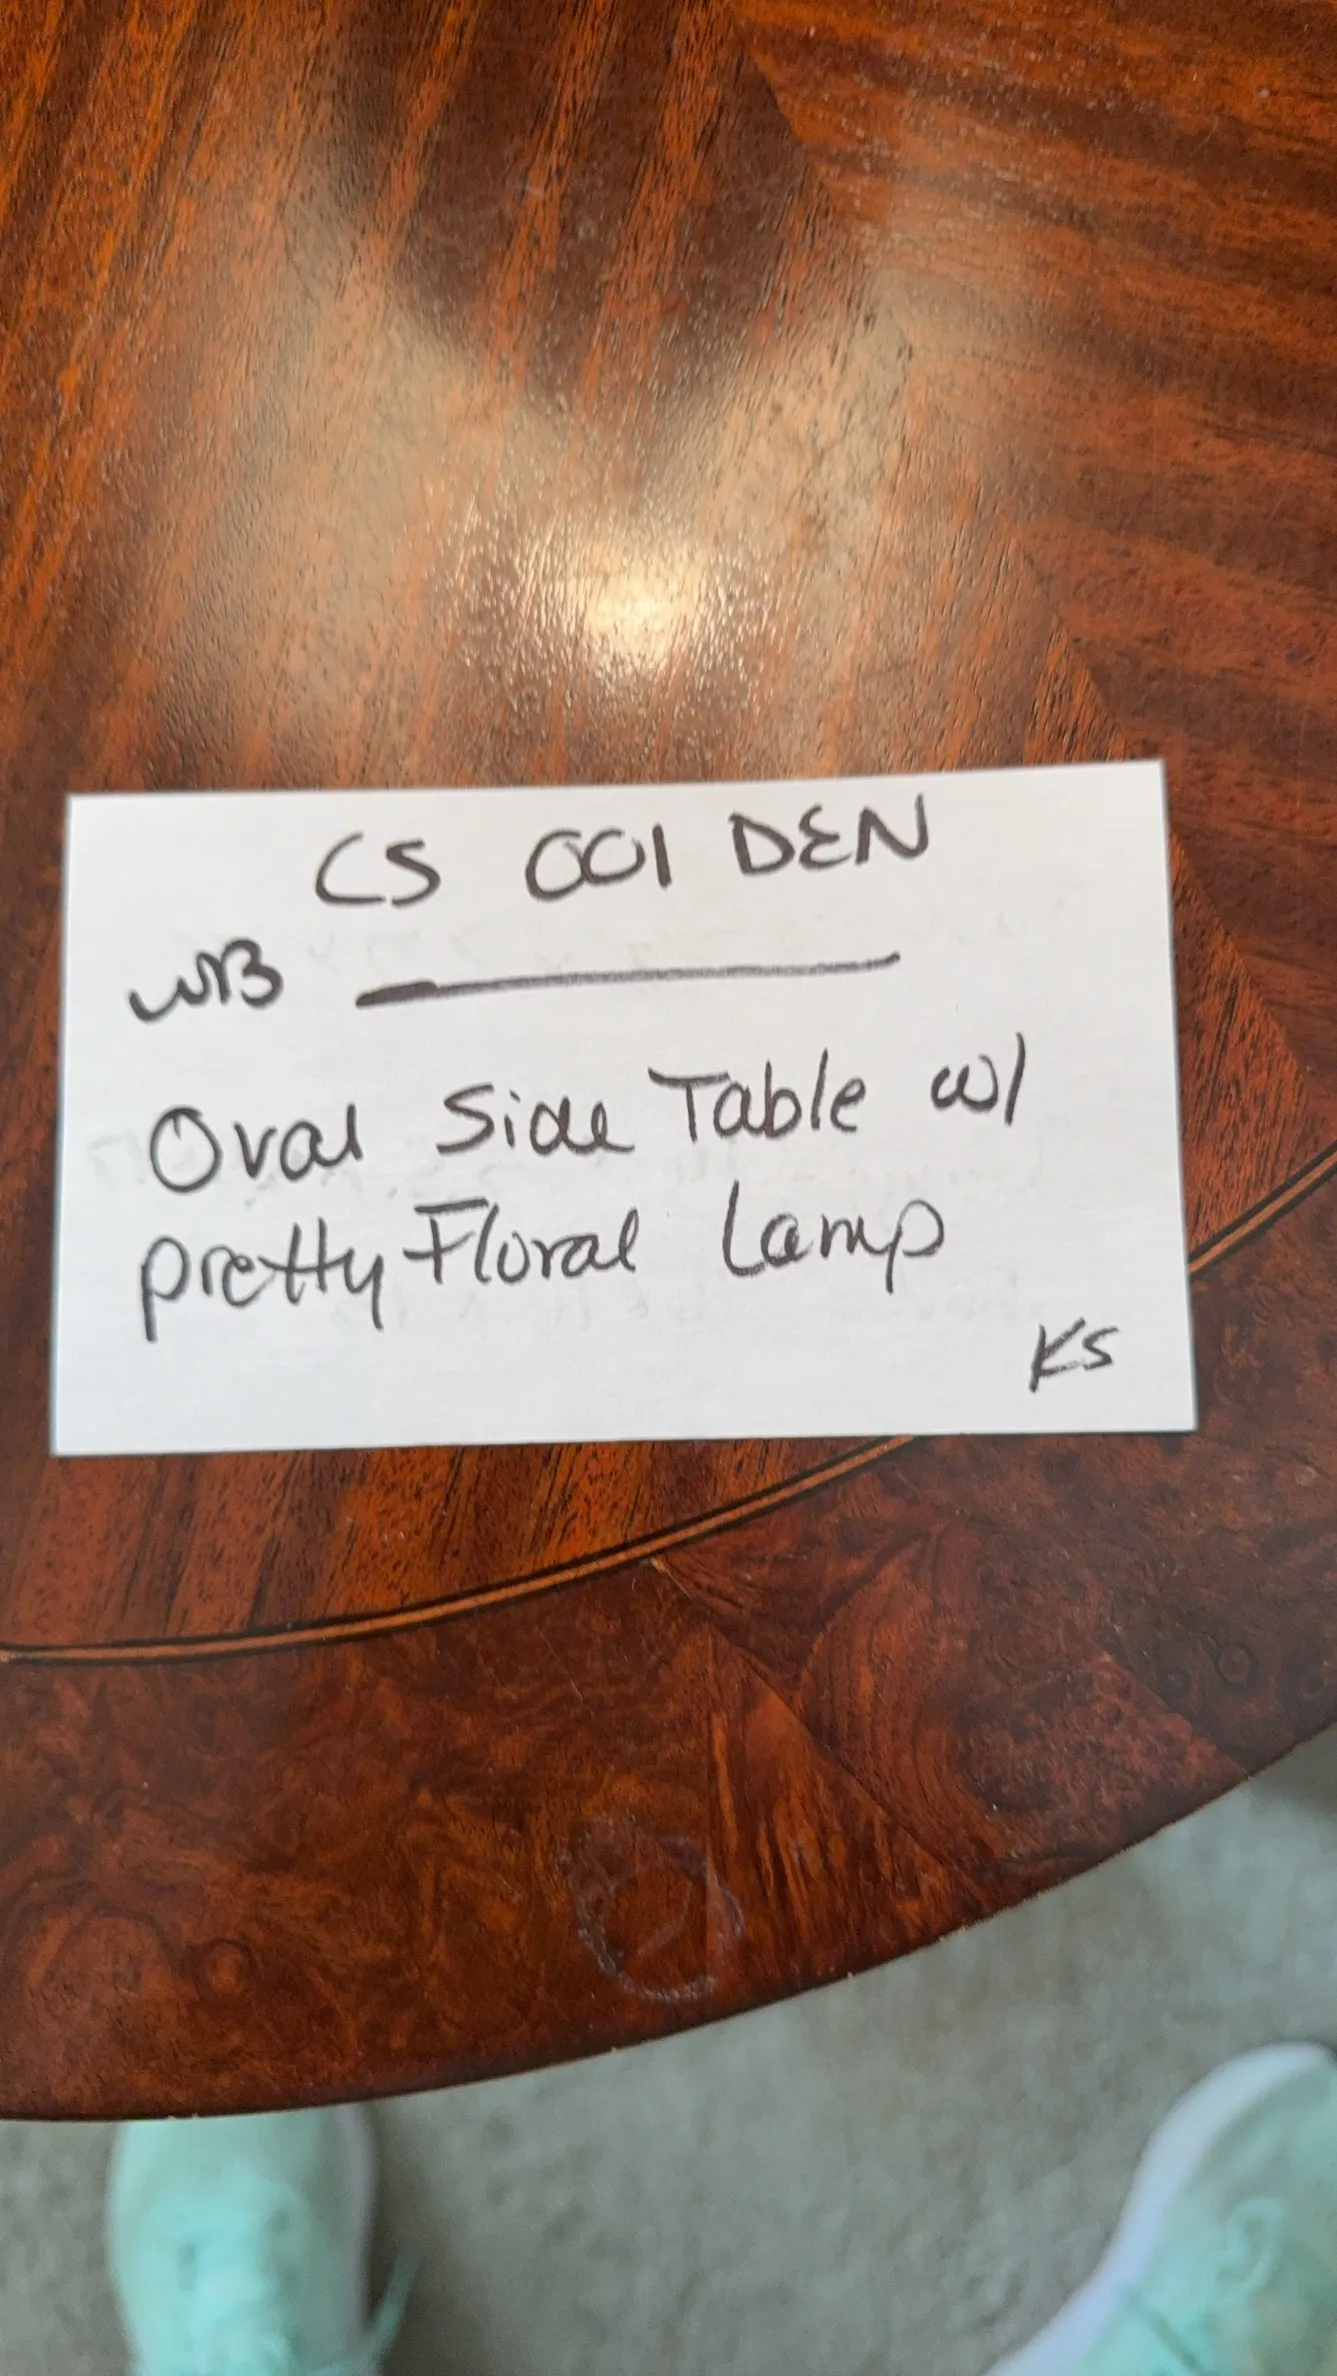 CS 001 DEN
WB
Oval Side Table w/
pretty Floral Lamp
KS